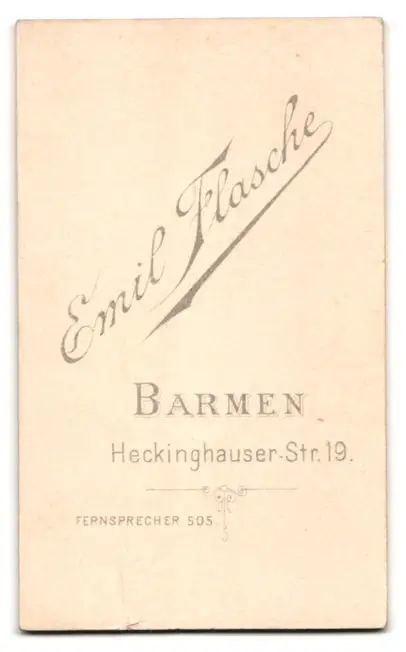 Emil Flasche
BARMEN
Heckinghauser-Str. 19.
FERNSPRECHER 505